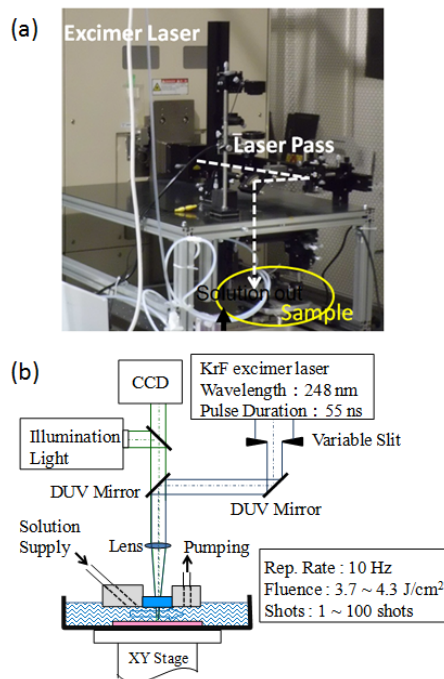 (a)
Excimer Laser
Laser Pass
Solution out
Sample
(b)
CCD
KrF excimer laser
Wavelength : 248 nm
Pulse Duration : 55 ns
Illumination
Light
Variable Slit
DUV Mirror
DUV Mirror
Solution
Supply
Lens
Pumping
Rep. Rate : 10 Hz
Fluence : 3.7 ~ 4.3 J/cm²
Shots : 1 ~ 100 shots
XY Stage